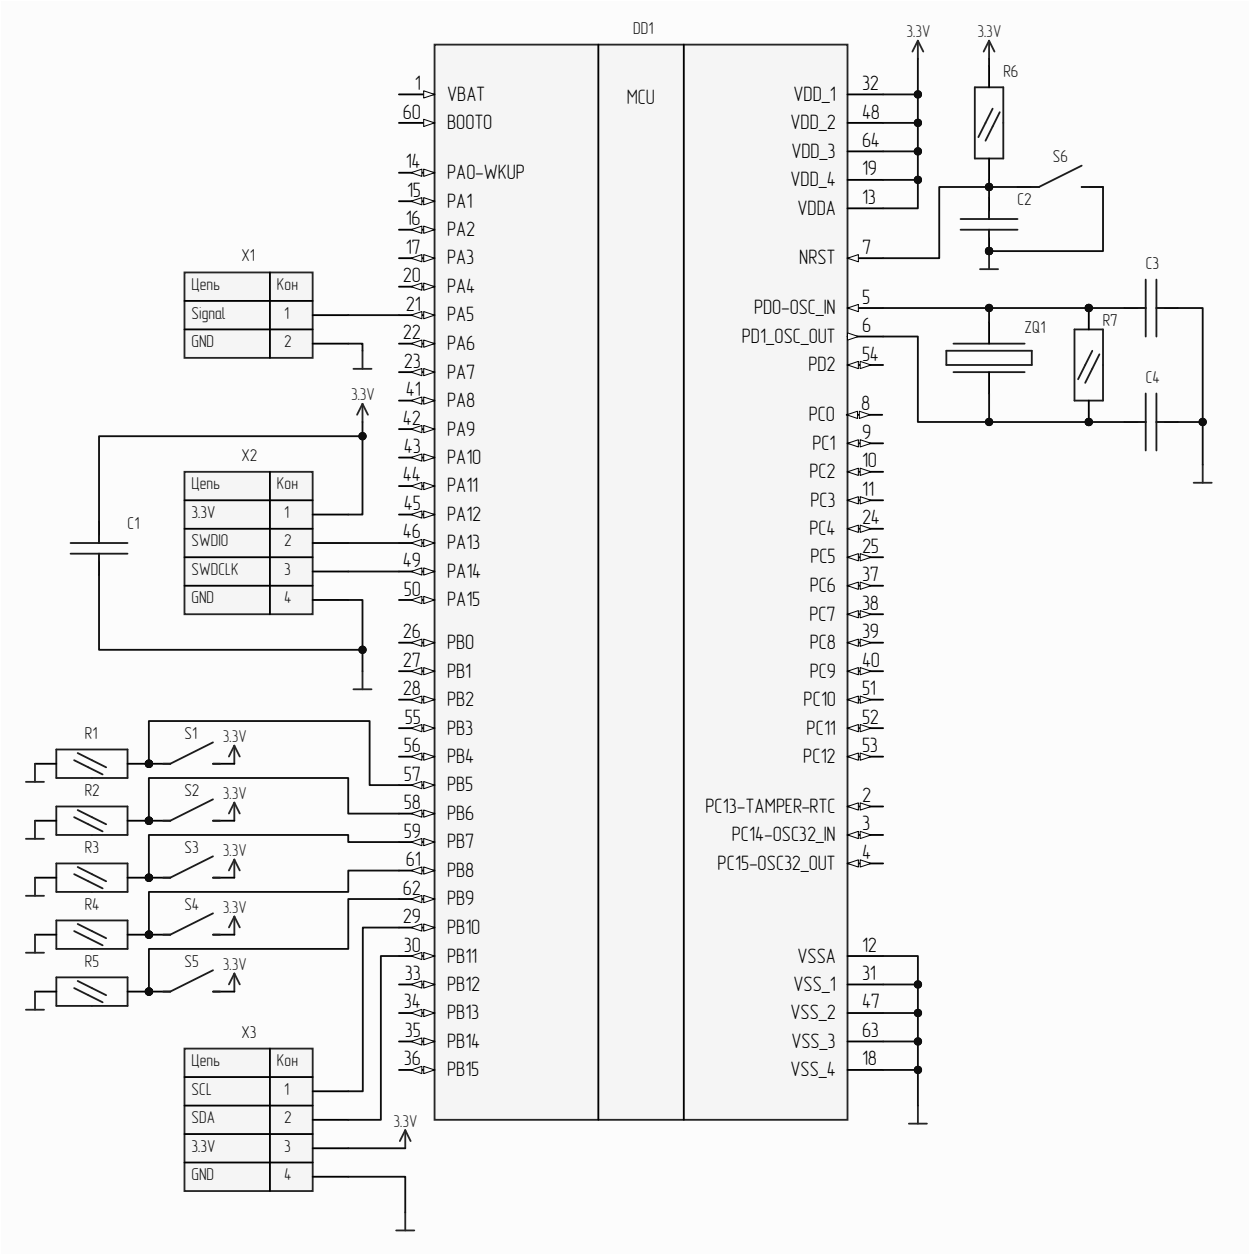 DD1
MCU
1 VBAT
60 BOOT0
14 PA0-WKUP
15 PA1
16 PA2
17 PA3
20 PA4
21 PA5
22 PA6
23 PA7
41 PA8
42 PA9
43 PA10
44 PA11
45 PA12
46 PA13
49 PA14
50 PA15
26 PB0
27 PB1
28 PB2
55 PB3
56 PB4
57 PB5
58 PB6
59 PB7
61 PB8
62 PB9
29 PB10
30 PB11
33 PB12
34 PB13
35 PB14
36 PB15
VDD_1 32
VDD_2 48
VDD_3 64
VDD_4 19
VDDA 13
NRST 7
PD0-OSC_IN 5
PD1_OSC_OUT 6
PD2 54
PC0 8
PC1 9
PC2 10
PC3 11
PC4 24
PC5 25
PC6 37
PC7 38
PC8 39
PC9 40
PC10 51
PC11 52
PC12 53
PC13-TAMPER-RTC 2
PC14-OSC32_IN 3
PC15-OSC32_OUT 4
VSSA 12
VSS_1 31
VSS_2 47
VSS_3 63
VSS_4 18
X1
Цепь Кон
Signal 1
GND 2
3.3V
X2
Цепь Кон
3.3V 1
SWDIO 2
SWDCLK 3
GND 4
C1
R1 S1 3.3V
R2 S2 3.3V
R3 S3 3.3V
R4 S4 3.3V
R5 S5 3.3V
X3
Цепь Кон
SCL 1
SDA 2
3.3V 3
GND 4
3.3V
3.3V
3.3V
R6
S6
C2
C3
ZQ1
R7
C4